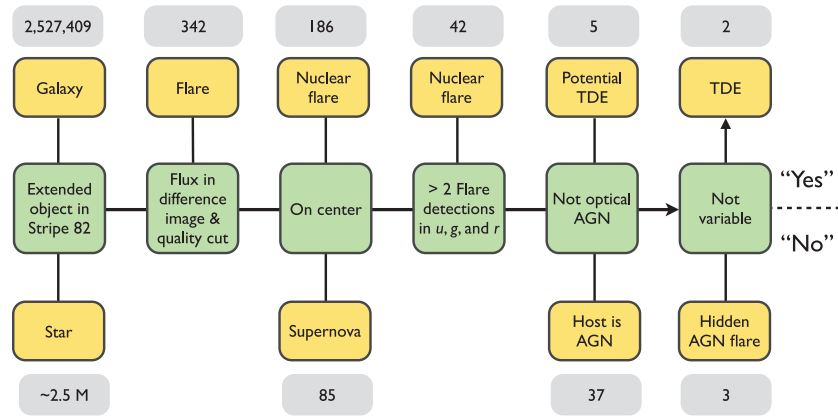 2,527,409
342
186
42
5
2
Galaxy
Flare
Nuclear
flare
Nuclear
flare
Potential
TDE
TDE
Extended
object in
Stripe 82
Flux in
difference
image &
quality cut
On center
> 2 Flare
detections
in u, g, and r
Not optical
AGN
Not
variable
"Yes"
"No"
Star
Supernova
Host is
AGN
Hidden
AGN flare
~2.5 M
85
37
3